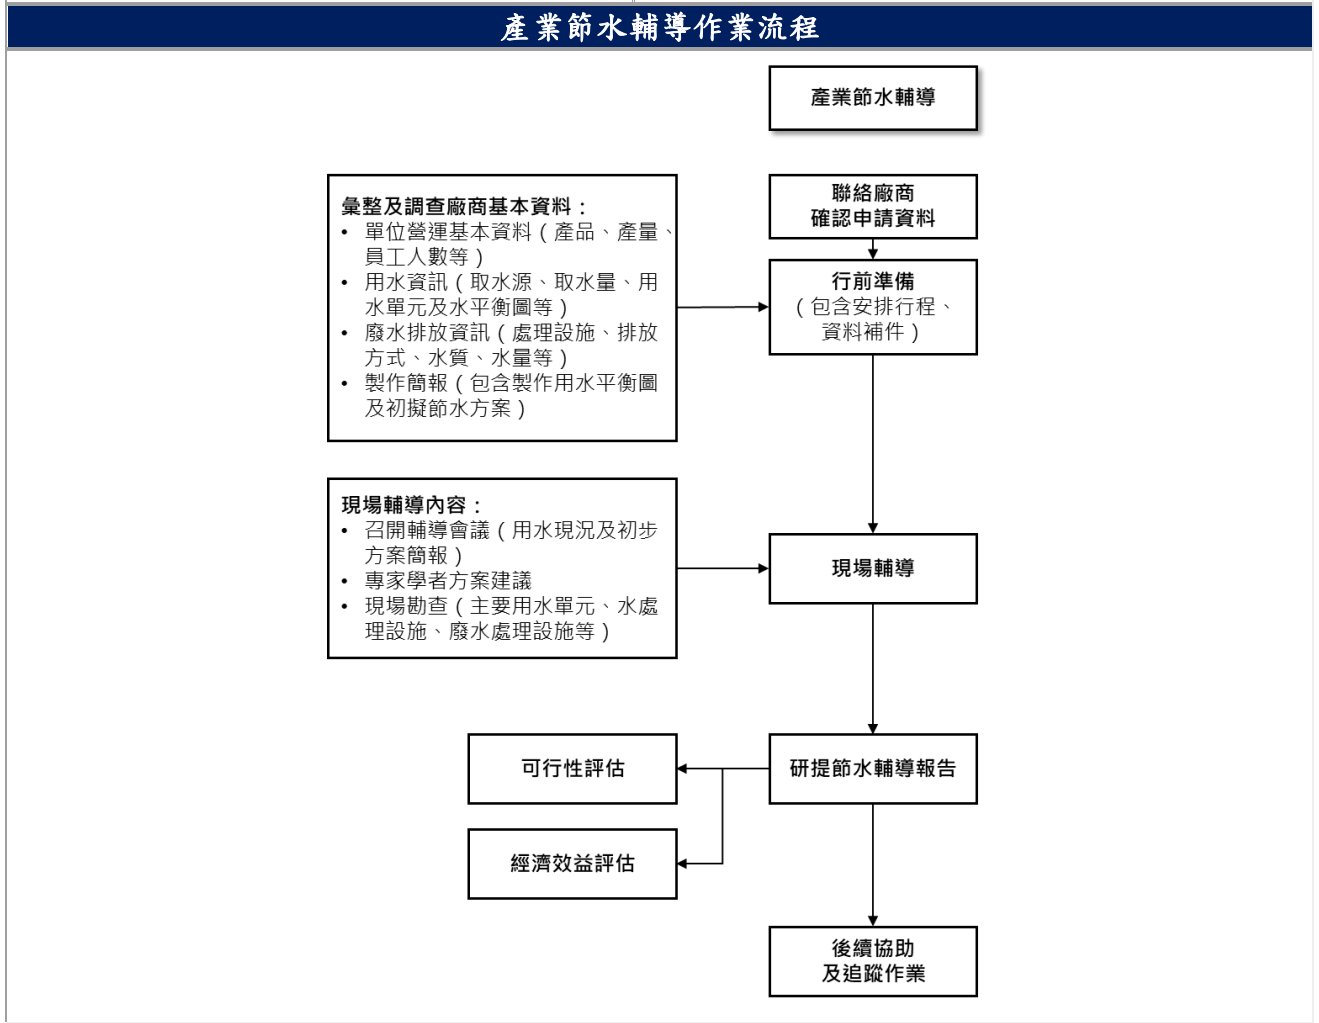 產業節水輔導作業流程
產業節水輔導
聯絡廠商
確認申請資料
彙整及調查廠商基本資料：
• 單位營運基本資料（產品、產量、
員工人數等）
• 用水資訊（取水源、取水量、用
水單元及水平衡圖等）
• 廢水排放資訊（處理設施、排放
方式、水質、水量等）
• 製作簡報（包含製作用水平衡圖
及初擬節水方案）
行前準備
（包含安排行程、
資料補件）
現場輔導內容：
• 召開輔導會議（用水現況及初步
方案簡報）
• 專家學者方案建議
• 現場勘查（主要用水單元、水處
理設施、廢水處理設施等）
現場輔導
研提節水輔導報告
可行性評估
經濟效益評估
後續協助
及追蹤作業